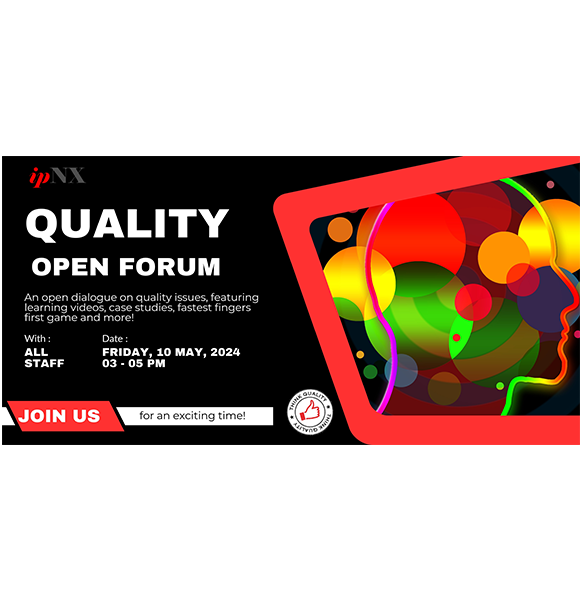 ipNX
QUALITY
OPEN FORUM
An open dialogue on quality issues, featuring
learning videos, case studies, fastest fingers
first game and more!
With :
ALL
STAFF
Date :
FRIDAY, 10 MAY, 2024
03 - 05 PM
JOIN US
for an exciting time!
THINK QUALITY
THINK QUALITY